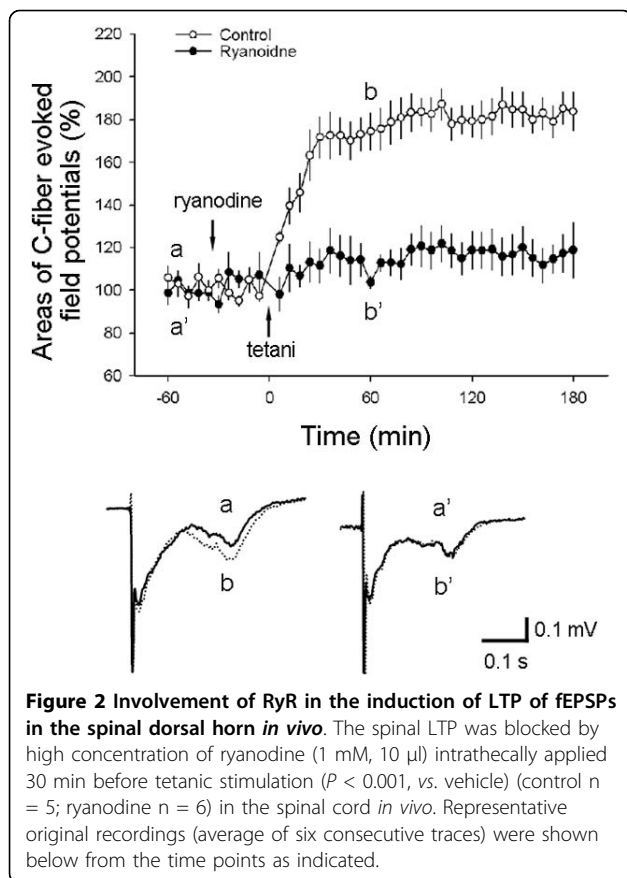 220
200
180
160
140
120
100
80
60
Areas of C-fiber evoked
field potentials (%)
Control
Ryanoidne
b
ryanodine
a
a'
b'
tetani
-60 0 60 120 180
Time (min)
a
b
a'
b'
0.1 mV
0.1 s
Figure 2 Involvement of RyR in the induction of LTP of fEPSPs
in the spinal dorsal horn in vivo. The spinal LTP was blocked by
high concentration of ryanodine (1 mM, 10 μl) intrathecally applied
30 min before tetanic stimulation (P < 0.001, vs. vehicle) (control n
= 5; ryanodine n = 6) in the spinal cord in vivo. Representative
original recordings (average of six consecutive traces) were shown
below from the time points as indicated.